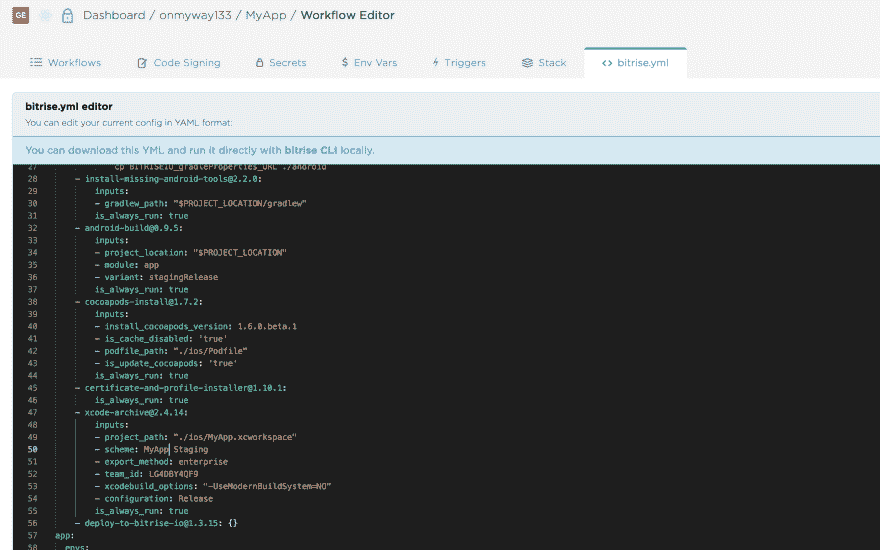 GE
Dashboard / onmyway133 / MyApp / Workflow Editor
Workflows Code Signing Secrets $ Env Vars Triggers Stack <> bitrise.yml
bitrise.yml editor
You can edit your current config in YAML format:
You can download this YML and run it directly with bitrise CLI locally.
27 cp BITRISEIO_gradleProperties_URL ./android
28 - install-missing-android-tools@2.2.0:
29 inputs:
30 - gradlew_path: "$PROJECT_LOCATION/gradlew"
31 is_always_run: true
32 - android-build@0.9.5:
33 inputs:
34 - project_location: "$PROJECT_LOCATION"
35 - module: app
36 - variant: stagingRelease
37 is_always_run: true
38 - cocoapods-install@1.7.2:
39 inputs:
40 - install_cocoapods_version: 1.6.0.beta.1
41 - is_cache_disabled: 'true'
42 - podfile_path: "./ios/Podfile"
43 - is_update_cocoapods: 'true'
44 is_always_run: true
45 - certificate-and-profile-installer@1.10.1:
46 is_always_run: true
47 - xcode-archive@2.4.14:
48 inputs:
49 - project_path: "./ios/MyApp.xcworkspace"
50 - scheme: MyApp Staging
51 - export_method: enterprise
52 - team_id: LG4DBY4QF9
53 - xcodebuild_options: "-UseModernBuildSystem=NO"
54 - configuration: Release
55 is_always_run: true
56 - deploy-to-bitrise-io@1.3.15: {}
57 app:
58 envs: